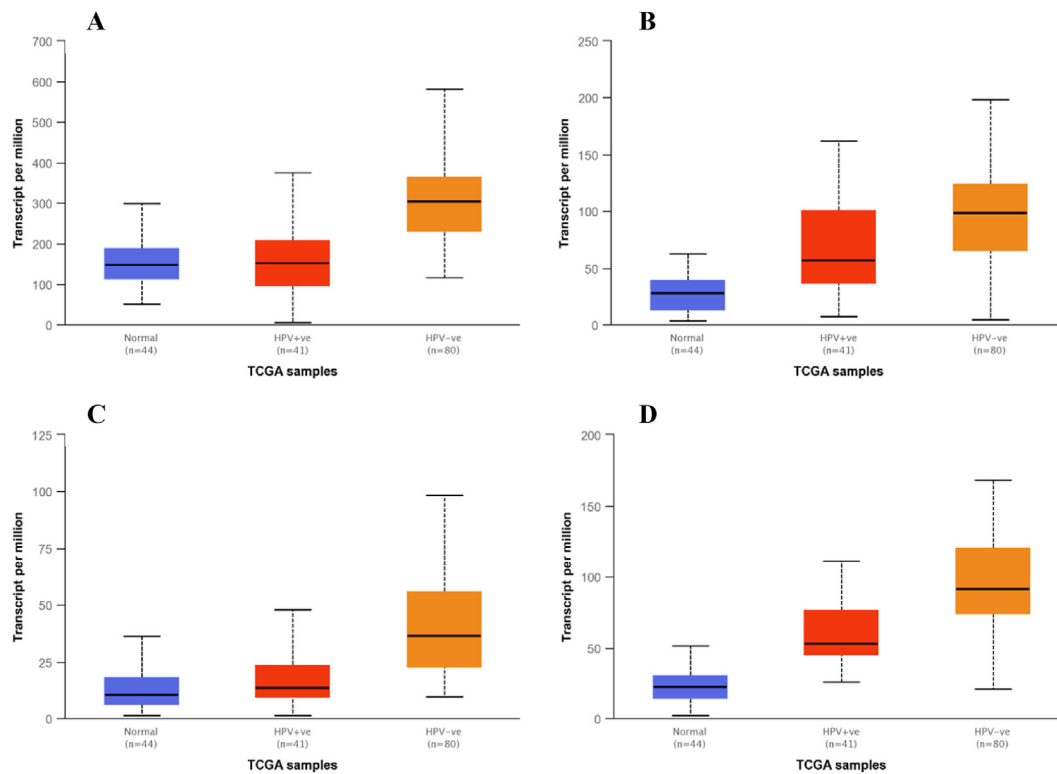 A
Transcript per million
700
600
500
400
300
200
100
0
Normal
(n=44)
HPV+ve
(n=41)
HPV−ve
(n=80)
TCGA samples
B
Transcript per million
250
200
150
100
50
0
Normal
(n=44)
HPV+ve
(n=41)
HPV−ve
(n=80)
TCGA samples
C
Transcript per million
125
100
75
50
25
0
Normal
(n=44)
HPV+ve
(n=41)
HPV−ve
(n=80)
TCGA samples
D
Transcript per million
200
150
100
50
0
Normal
(n=44)
HPV+ve
(n=41)
HPV−ve
(n=80)
TCGA samples